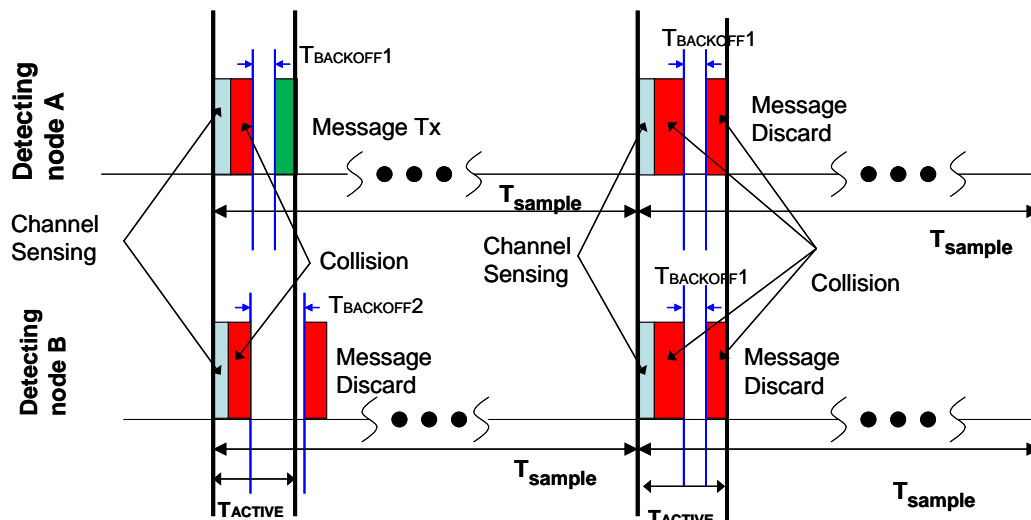 Detecting
node A
TBACKOFF1
Message Tx
TBACKOFF1
Message
Discard
Tsample
Tsample
Channel
Sensing
Collision
Channel
Sensing
Collision
Detecting
node B
TBACKOFF2
Message
Discard
TBACKOFF1
Message
Discard
Tsample
Tsample
TACTIVE
TACTIVE